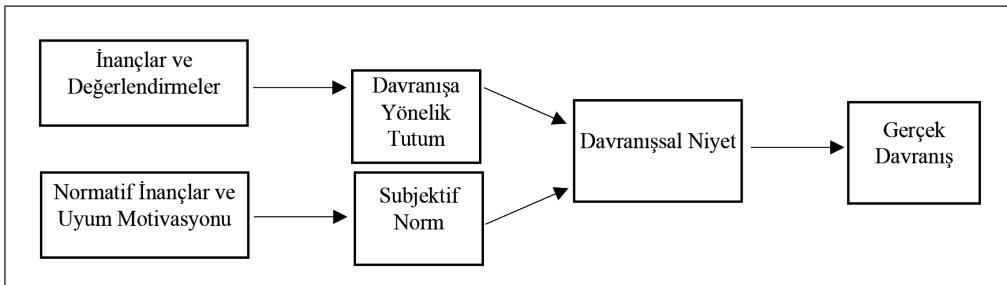 İnançlar ve
Değerlendirmeler
Davranışa
Yönelik
Tutum
Davranışsal Niyet
Gerçek
Davranış
Normatif İnançlar ve
Uyum Motivasyonu
Subjektif
Norm